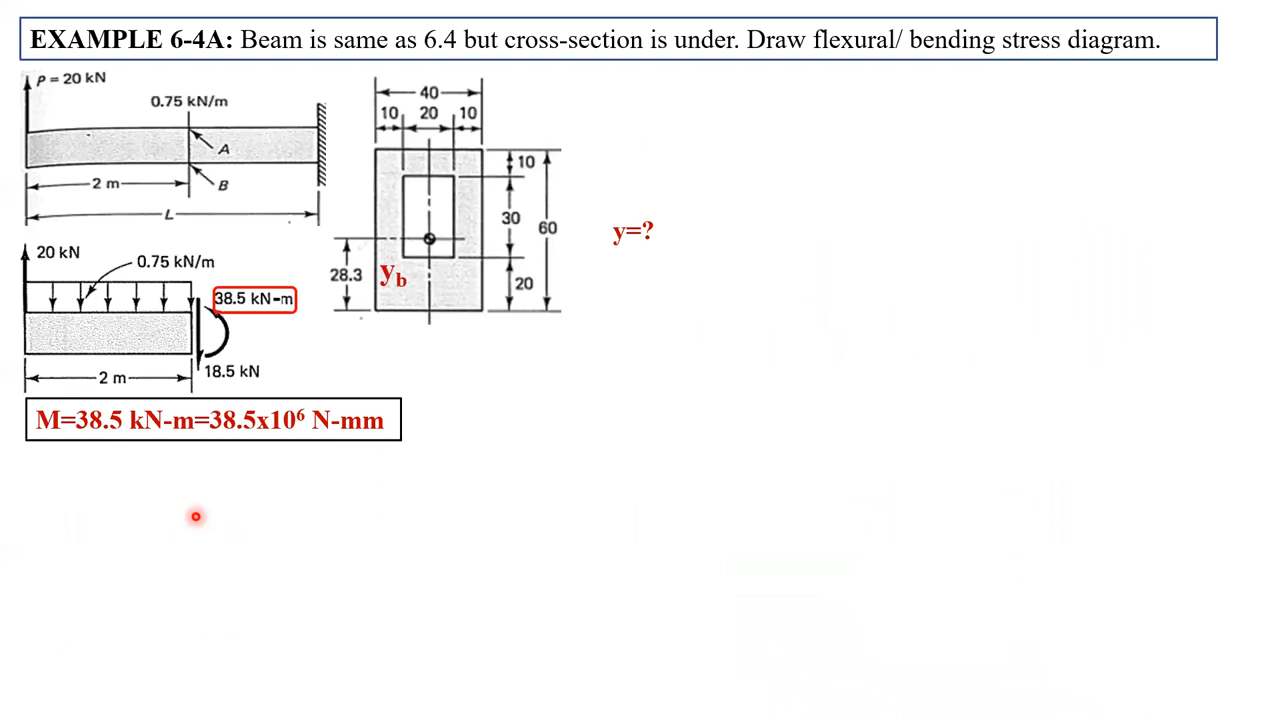 EXAMPLE 6-4A: Beam is same as 6.4 but cross-section is under. Draw flexural/ bending stress diagram.
P = 20 kN
0.75 kN/m
A
2 m
B
L
40
10 20 10
10
30
60
20
28.3
yb
y=?
20 kN
0.75 kN/m
38.5 kN-m
18.5 kN
2 m
M=38.5 kN-m=38.5x10⁶ N-mm